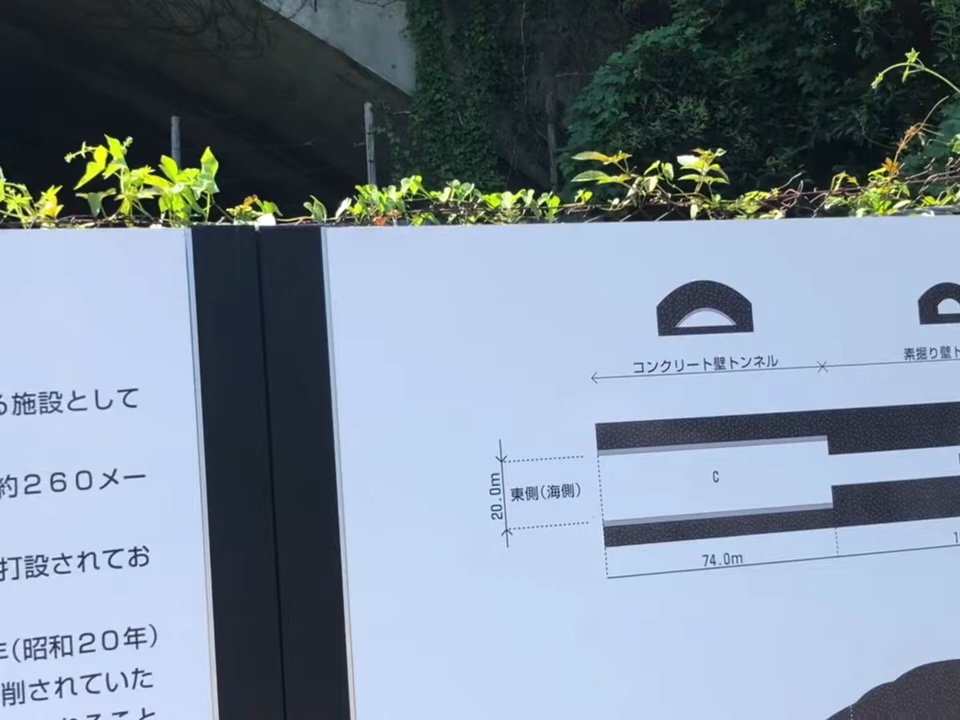 る施設として
約260メー
打設されてお
年(昭和20年)
削されていた
コンクリート壁トンネル
素掘り壁ト
C
20.0m
東側(海側)
74.0m